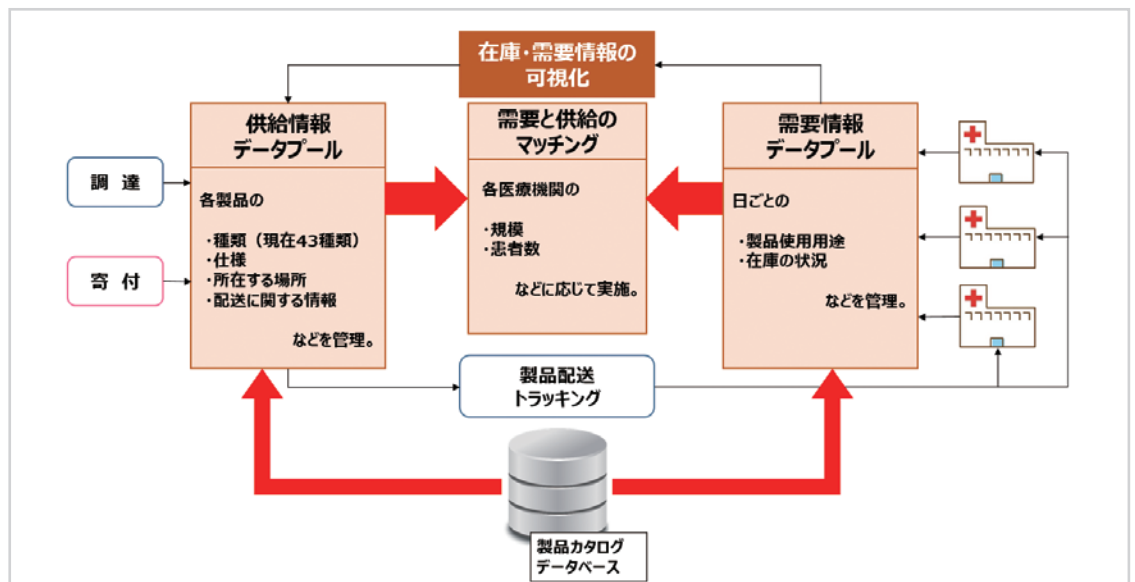 在庫・需要情報の
可視化
供給情報
データプール
需要と供給の
マッチング
需要情報
データプール
調 達
寄 付
各製品の
・種類（現在43種類）
・仕様
・所在する場所
・配送に関する情報
などを管理。
各医療機関の
・規模
・患者数
などに応じて実施。
日ごとの
・製品使用用途
・在庫の状況
などを管理。
製品配送
トラッキング
製品カタログ
データベース